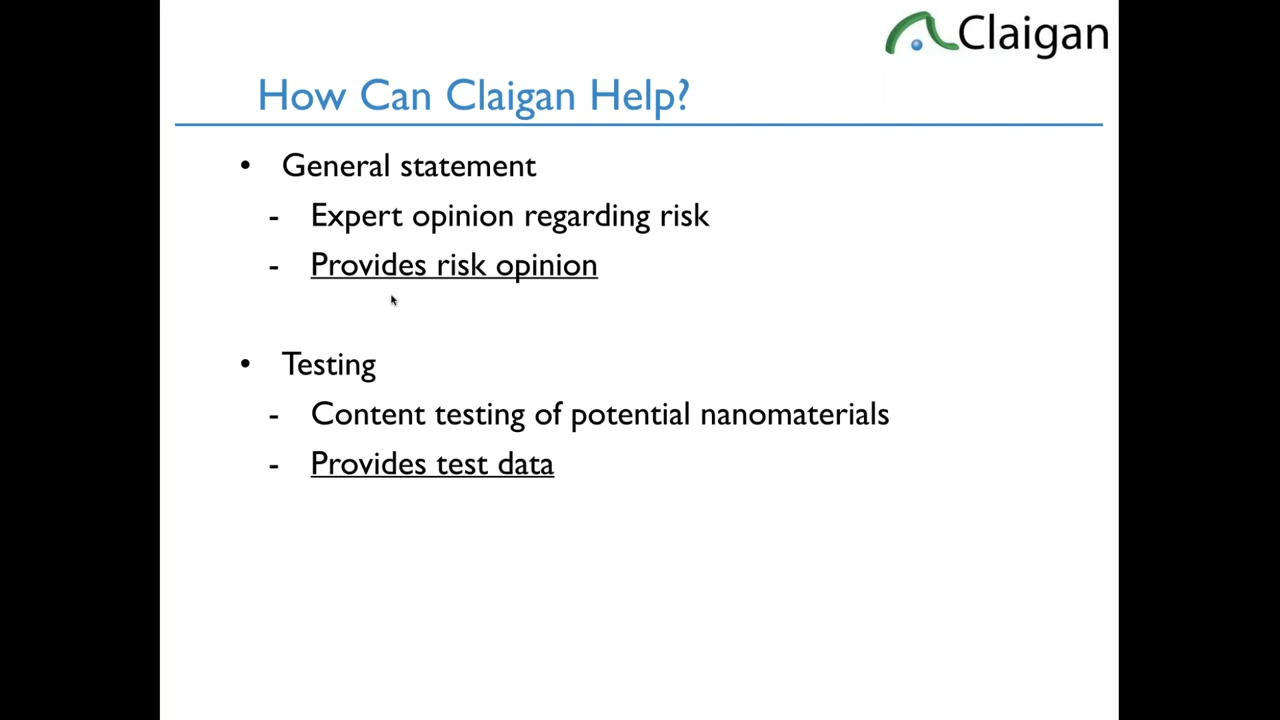 Claigan
How Can Claigan Help?
• General statement
- Expert opinion regarding risk
- Provides risk opinion
• Testing
- Content testing of potential nanomaterials
- Provides test data